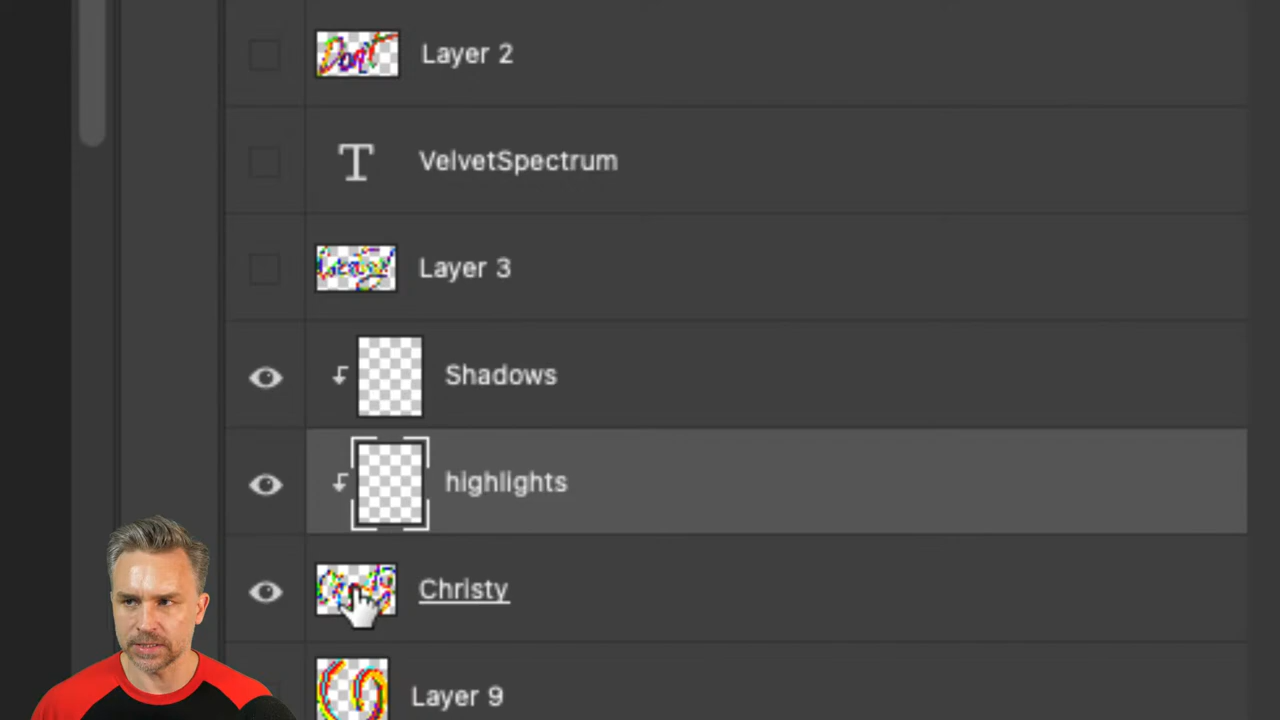 Layer 2
T VelvetSpectrum
Layer 3
Shadows
highlights
Christy
Layer 9